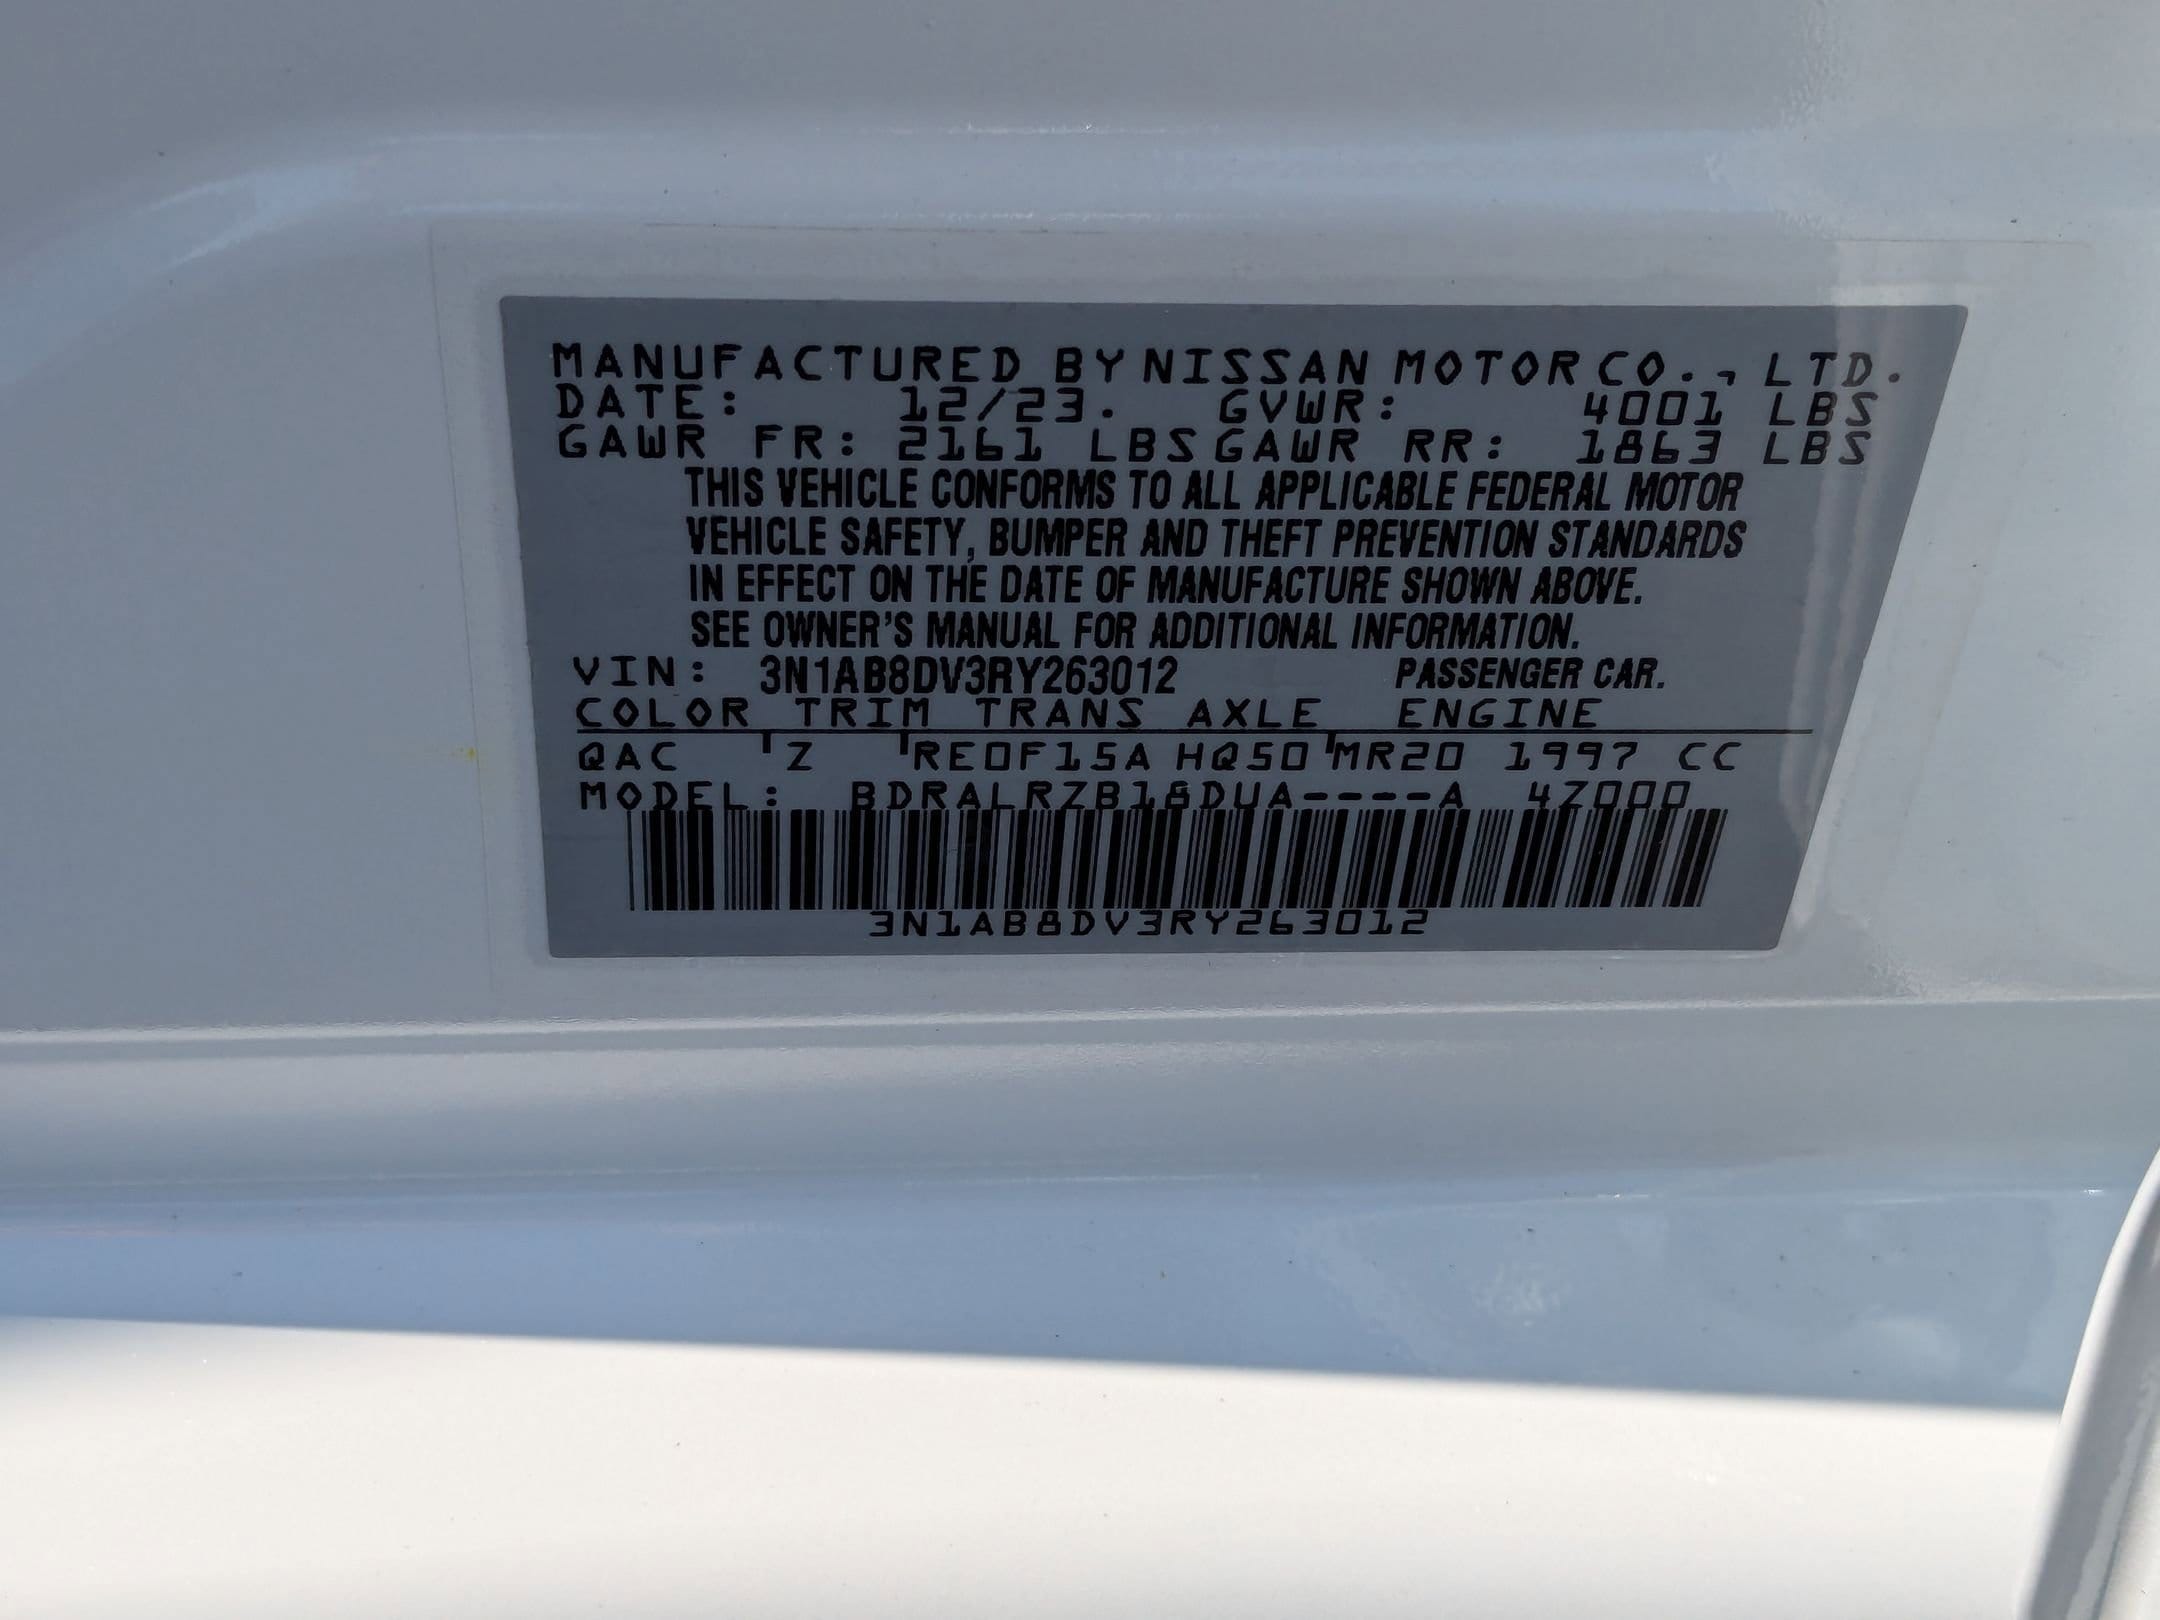 MANUFACTURED BY NISSAN MOTOR CO., LTD.
DATE: 12/23. GVWR: 4001 LBS
GAWR FR: 2161 LBS GAWR RR: 1863 LBS
THIS VEHICLE CONFORMS TO ALL APPLICABLE FEDERAL MOTOR
VEHICLE SAFETY, BUMPER AND THEFT PREVENTION STANDARDS
IN EFFECT ON THE DATE OF MANUFACTURE SHOWN ABOVE.
SEE OWNER'S MANUAL FOR ADDITIONAL INFORMATION.
VIN: 3N1AB8DV3RY263012 PASSENGER CAR.
COLOR TRIM TRANS AXLE ENGINE
QAC Z RE0F15A HQ50 MR20 1997 CC
MODEL: BDRALRZB18DUA----A 4Z000
3N1AB8DV3RY263012